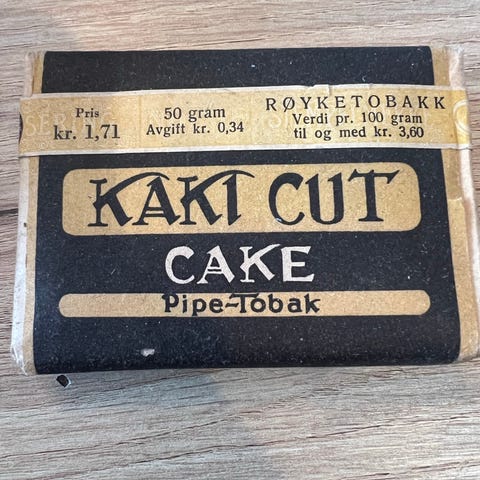 Pris
kr. 1,71
50 gram
Avgift kr. 0,34
RØYKETOBAKK
Verdi pr. 100 gram
til og med kr. 3,60
KAKI CUT
CAKE
Pipe-Tobak